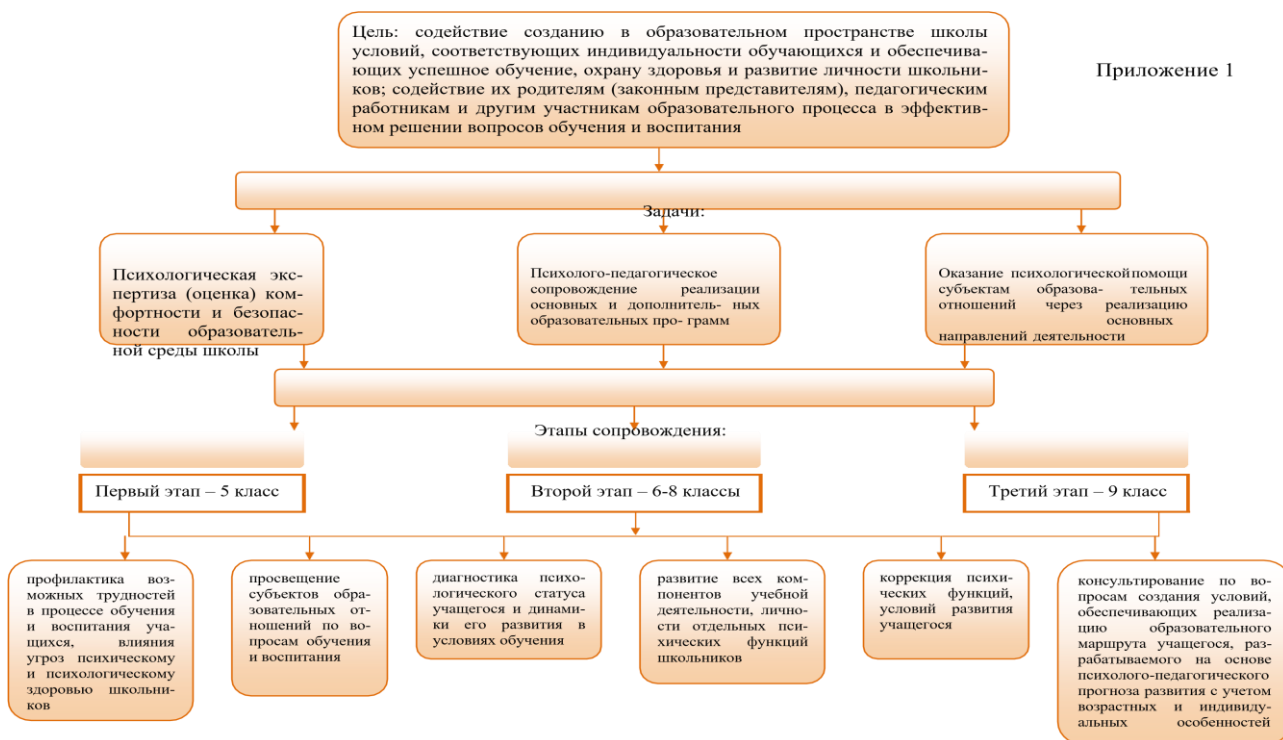 Цель: содействие созданию в образовательном пространстве школы
условий, соответствующих индивидуальности обучающихся и обеспечива-
ющих успешное обучение, охрану здоровья и развитие личности школьни-
ков; содействие их родителям (законным представителям), педагогическим
работникам и другим участникам образовательного процесса в эффектив-
ном решении вопросов обучения и воспитания
Приложение 1
Задачи:
Психологическая экс-
пертиза (оценка) ком-
фортности и безопас-
ности образователь-
ной среды школы
Психолого-педагогическое
сопровождение реализации
основных и дополнитель- ных
образовательных про- грамм
Оказание психологическойпомощи
субъектам образова- тельных
отношений через реализацию
основных
направлений деятельности
Этапы сопровождения:
Первый этап – 5 класс
Второй этап – 6-8 классы
Третий этап – 9 класс
профилактика воз-
можных трудностей
в процессе обучения
и воспитания уча-
щихся, влияния
угроз психическому
и психологическому
здоровью школьни-
ков
просвещение
субъектов обра-
зовательных от-
ношений по во-
просам обучения
и воспитания
диагностика психо-
логического статуса
учащегося и динами-
ки его развития в
условиях обучения
развитие всех ком-
понентов учебной
деятельности, лично-
сти отдельных пси-
хических функций
школьников
коррекция психи-
ческих функций,
условий развития
учащегося
консультирование по во-
просам создания условий,
обеспечивающих реализа-
цию образовательного
маршрута учащегося, раз-
рабатываемого на основе
психолого-педагогического
прогноза развития с учетом
возрастных и индивиду-
альных особенностей